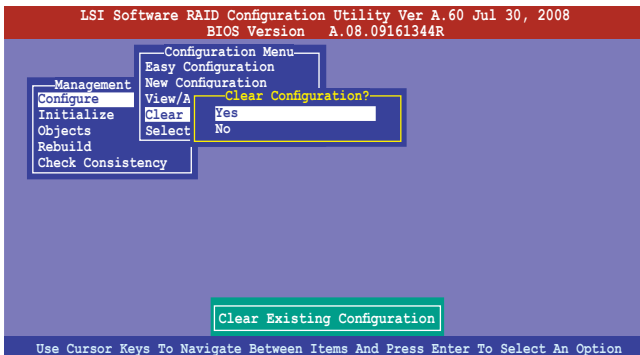 LSI Software RAID Configuration Utility Ver A.60 Jul 30, 2008
BIOS Version A.08.09161344R
Configuration Menu
Easy Configuration
New Configuration
View/A
Clear
Select
Management
Configure
Initialize
Objects
Rebuild
Check Consistency
Clear Configuration?
Yes
No
Clear Existing Configuration
Use Cursor Keys To Navigate Between Items And Press Enter To Select An Option